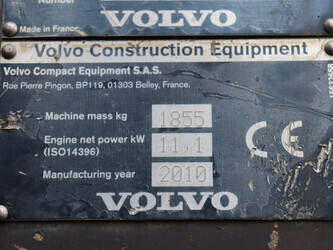 Number
Made in France.
VOLVO
Volvo Construction Equipment
Volvo Compact Equipment S.A.S.
Rue Pierre Pingon, BP119, 01303 Belley, France.
Machine mass kg 1855
Engine net power kW 11,1
(ISO14396)
CE
Manufacturing year 2010
VOLVO